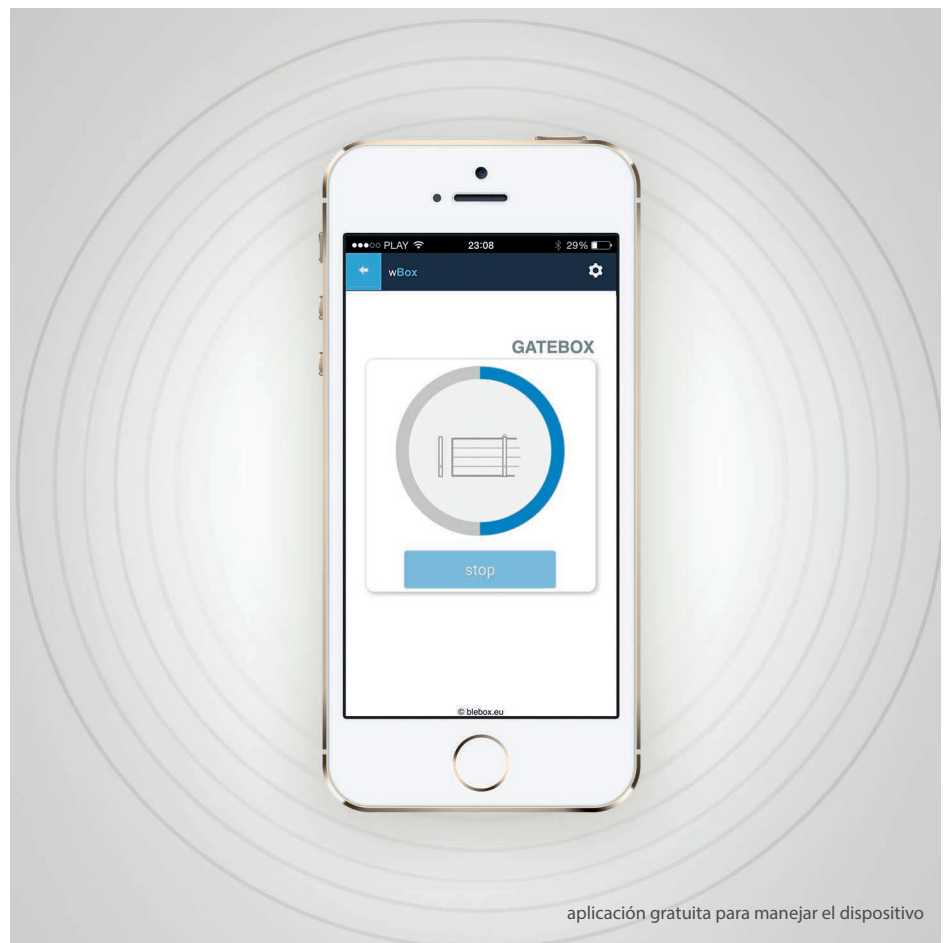 PLAY 23:08 29%
wBox
GATEBOX
stop
© blebox.eu
aplicación gratuita para manejar el dispositivo